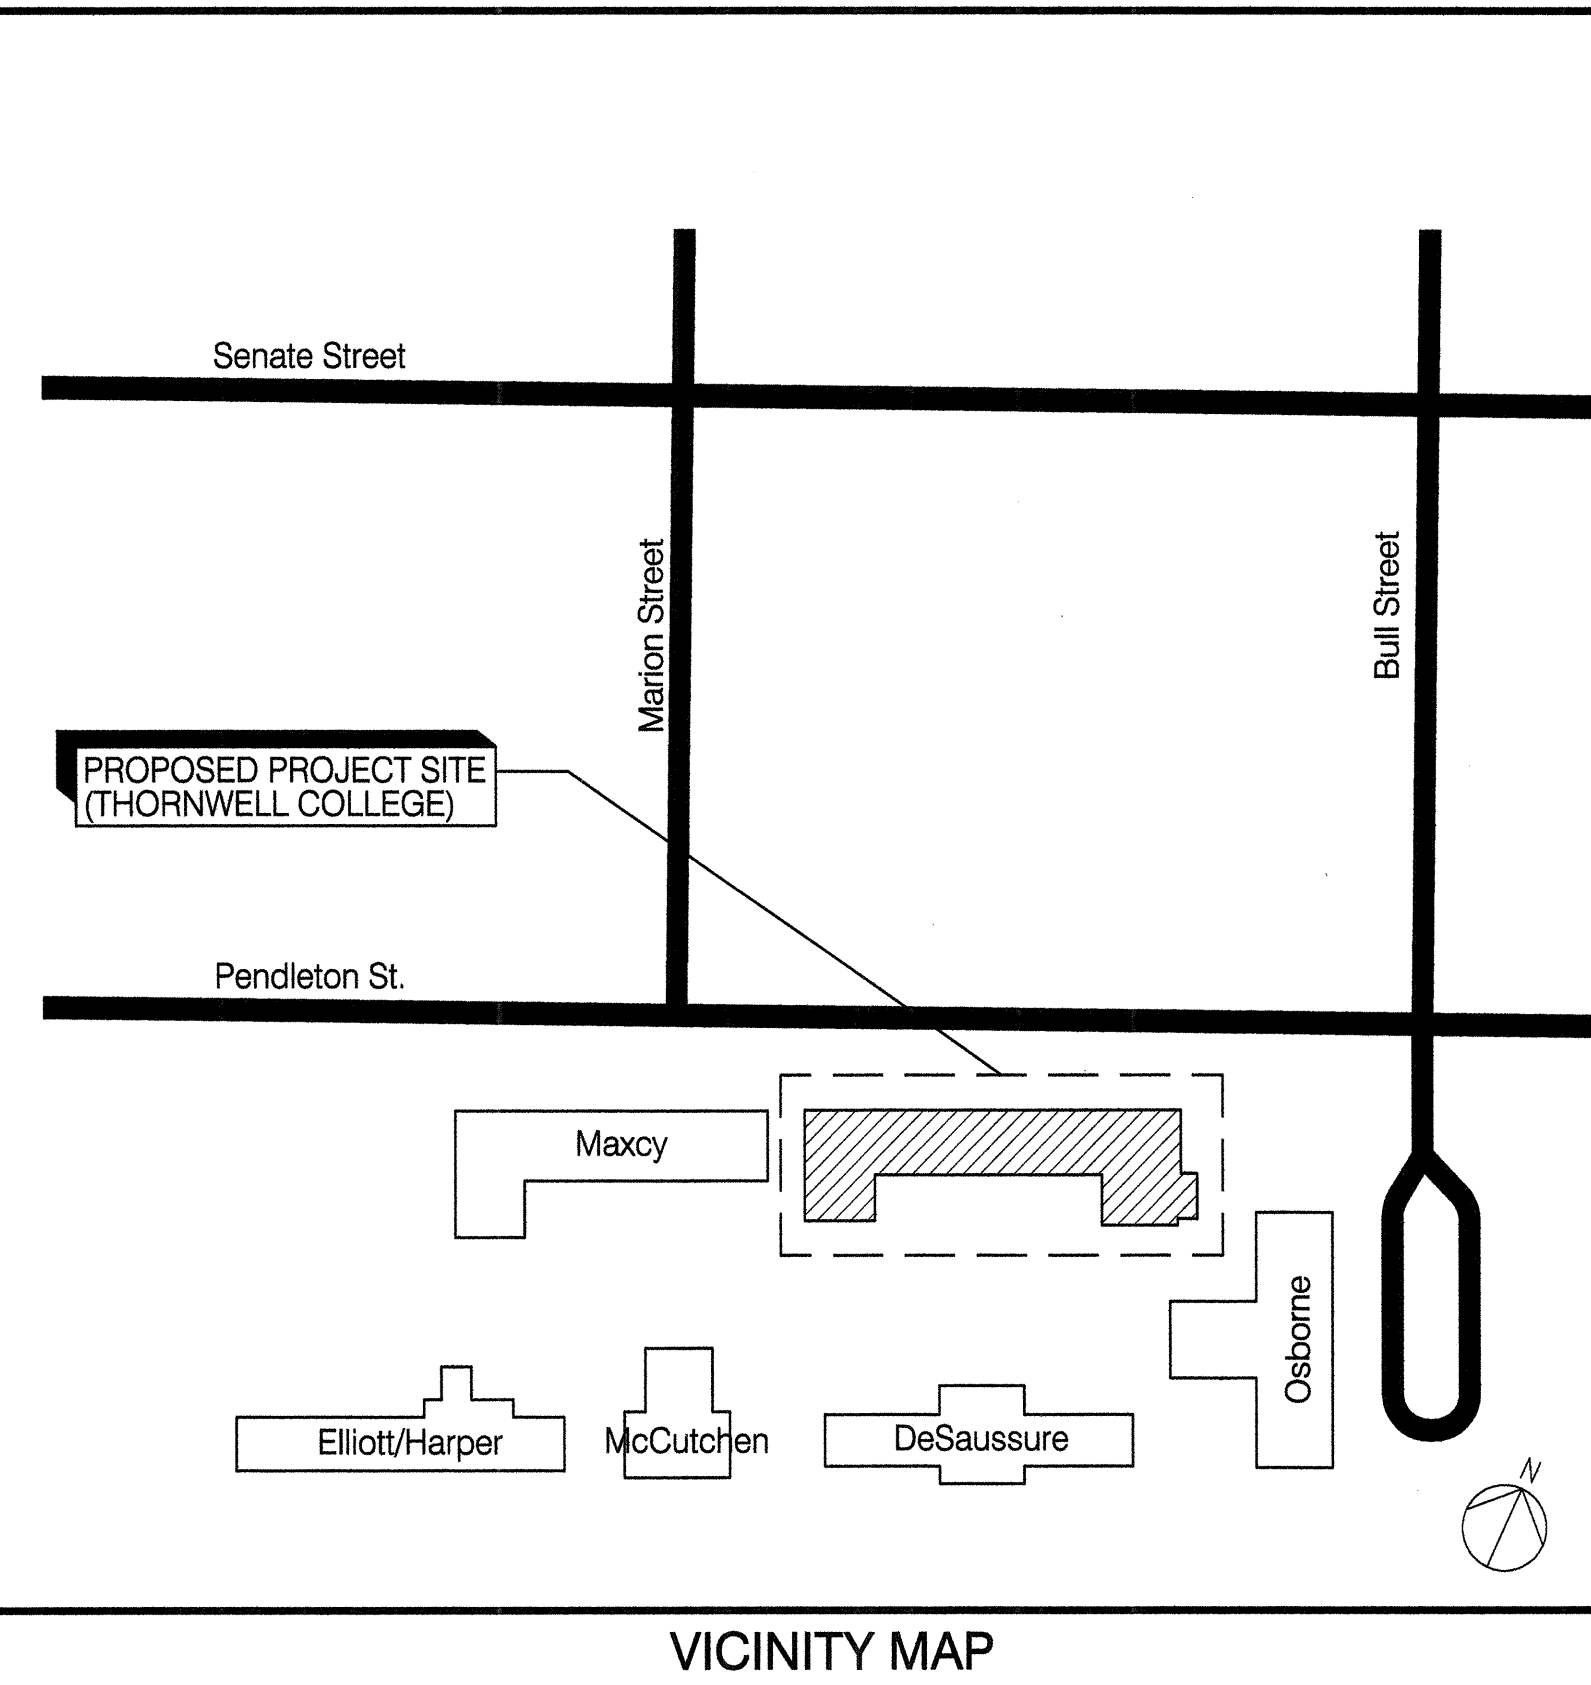 Senate Street
Marion Street
Bull Street
PROPOSED PROJECT SITE
(THORNWELL COLLEGE)
Pendleton St.
Maxcy
Osborne
Elliott/Harper
McCutchen
DeSaussure
N
VICINITY MAP